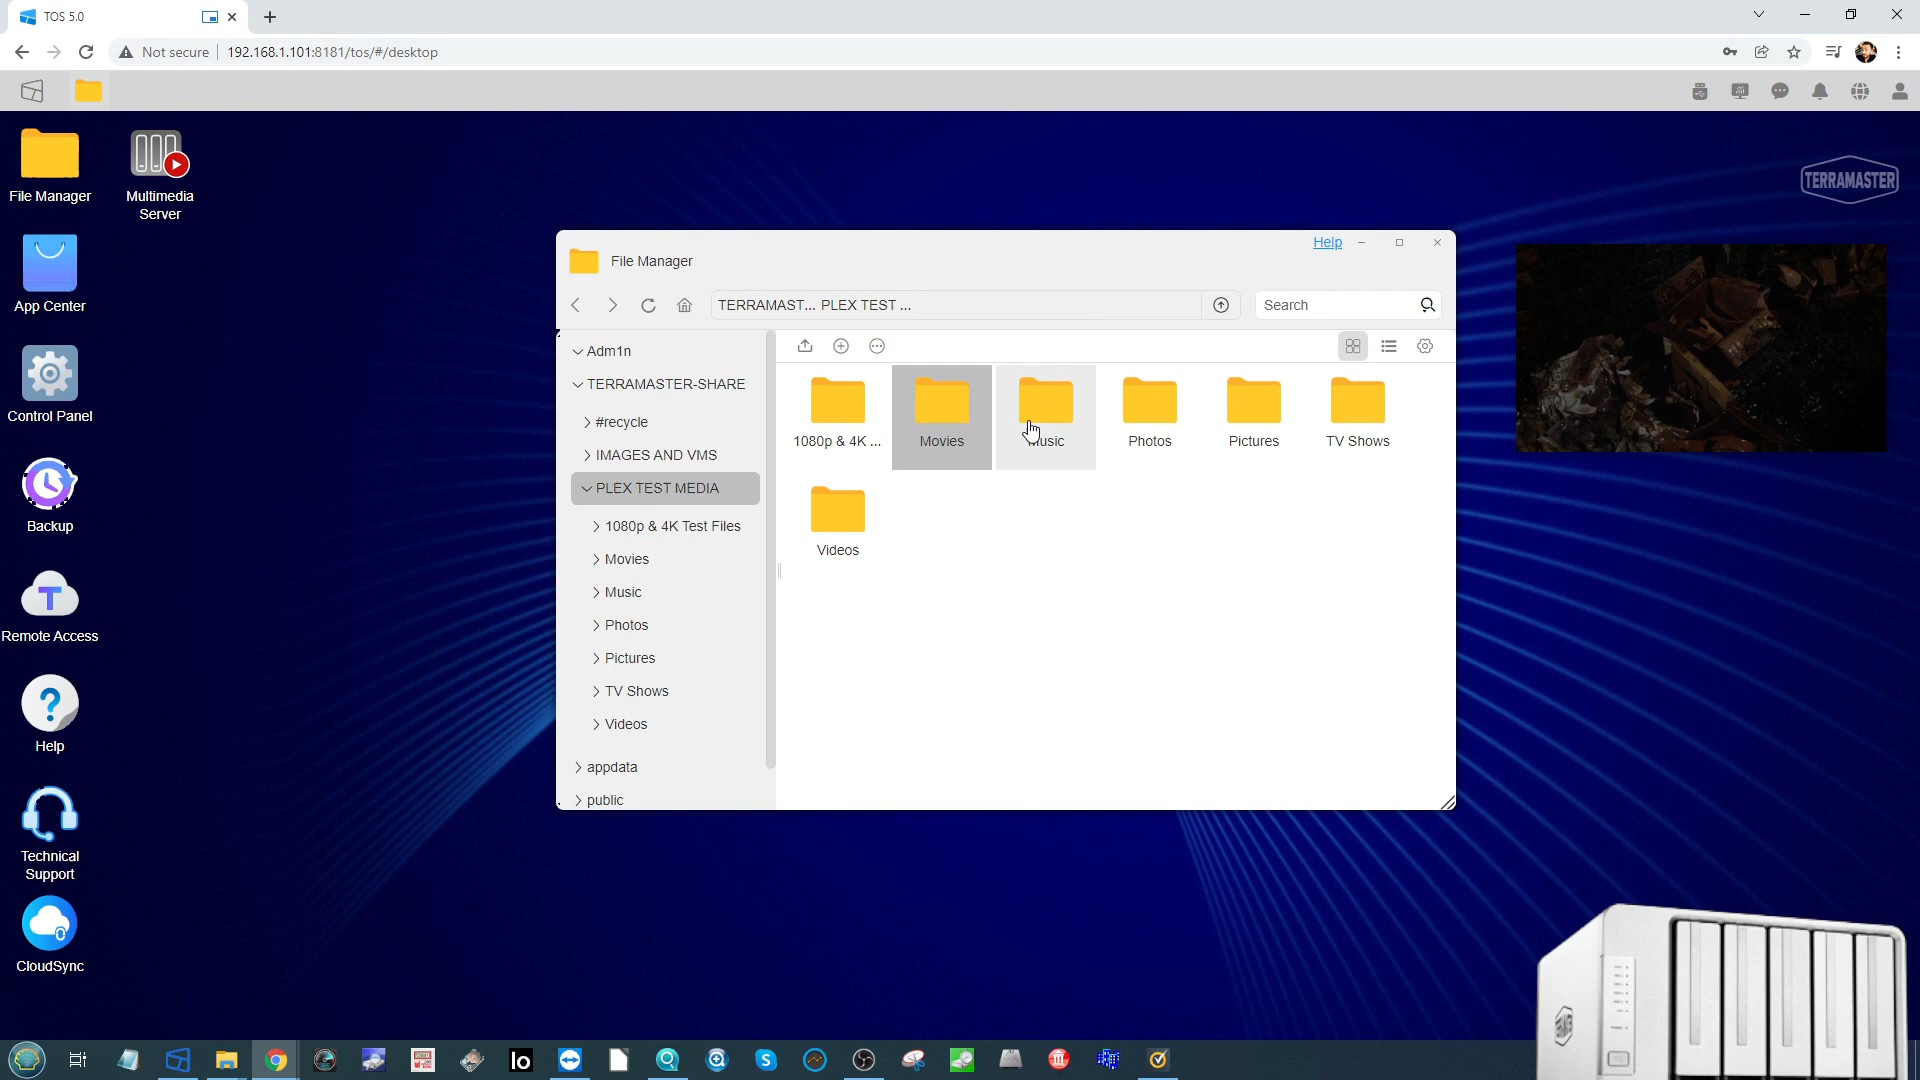 TOS 5.0
Not secure
192.168.1.101:8181/tos/#/desktop
File Manager
Multimedia
Server
App Center
Control Panel
Backup
T
Remote Access
?
Help
Technical
Support
CloudSync
TERRAMASTER
Help
File Manager
TERRAMAST... PLEX TEST ...
Search
Adm1n
TERRAMASTER-SHARE
#recycle
IMAGES AND VMS
PLEX TEST MEDIA
1080p & 4K Test Files
Movies
Music
Photos
Pictures
TV Shows
Videos
appdata
public
1080p & 4K ...
Movies
Photos
Pictures
TV Shows
Videos
Io
S